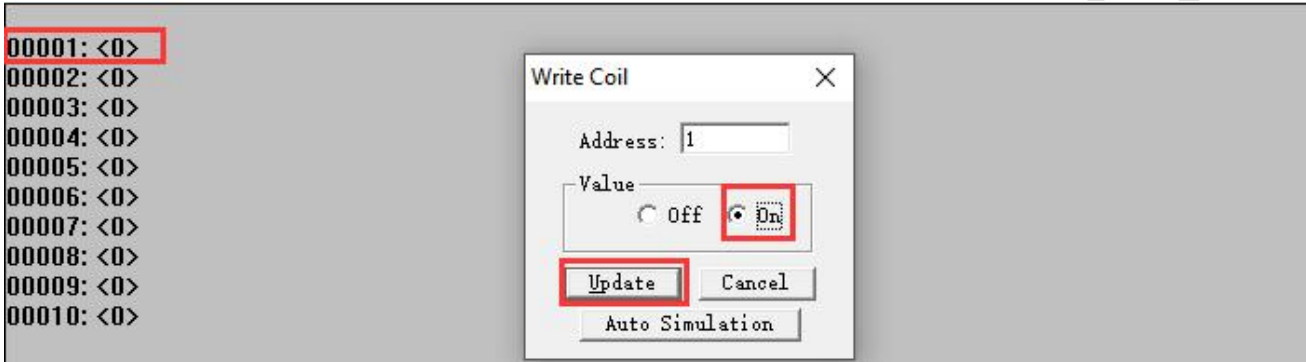 00001: <0>
00002: <0>
00003: <0>
00004: <0>
00005: <0>
00006: <0>
00007: <0>
00008: <0>
00009: <0>
00010: <0>
Write Coil
Address: 1
Value
Off On
Update Cancel
Auto Simulation